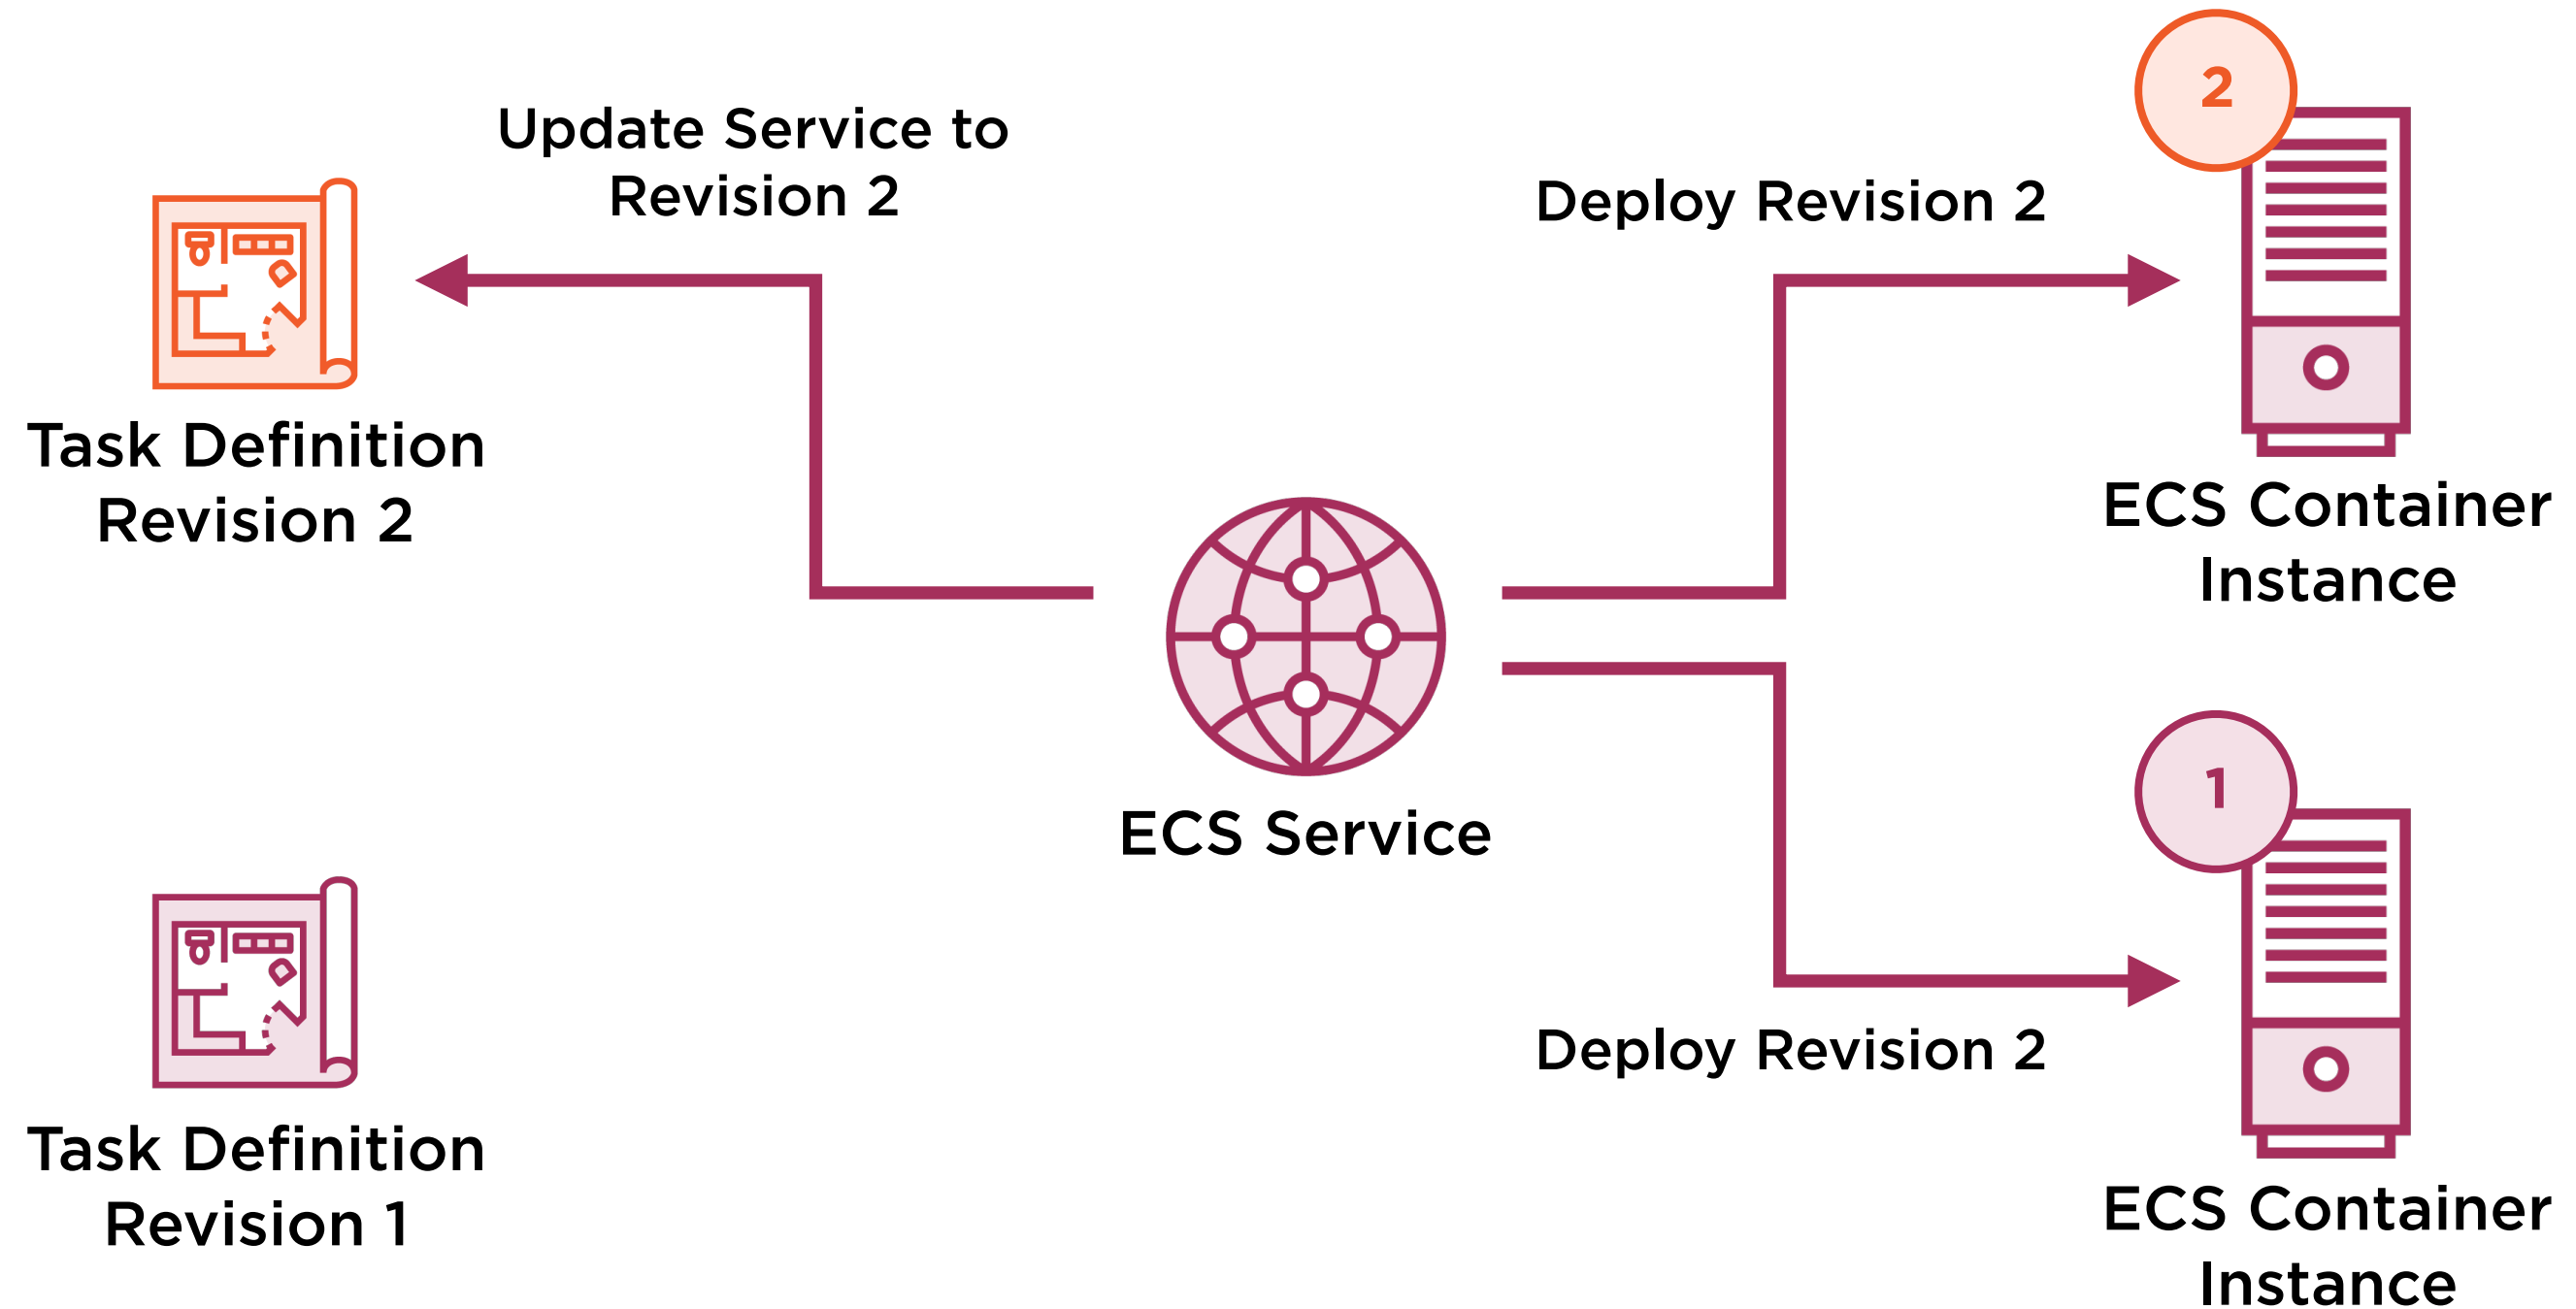 Update Service to
Revision 2
Task Definition
Revision 2
Deploy Revision 2
2
ECS Container
Instance
ECS Service
Task Definition
Revision 1
Deploy Revision 2
1
ECS Container
Instance